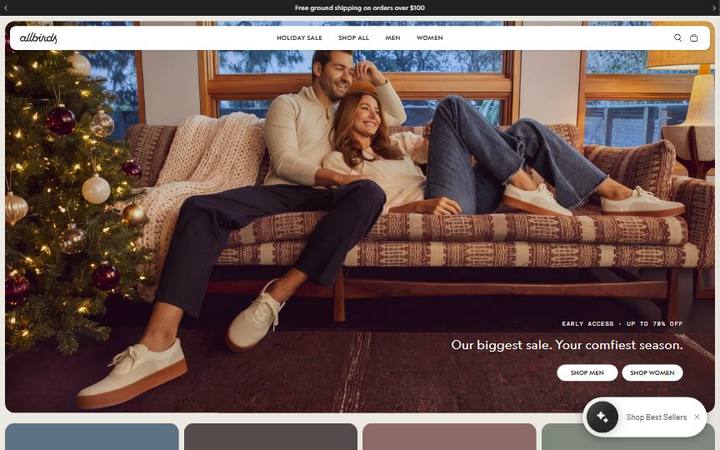 Free ground shipping on orders over $100
allbirds
HOLIDAY SALE SHOP ALL MEN WOMEN
EARLY ACCESS · UP TO 70% OFF
Our biggest sale. Your comfiest season.
SHOP MEN SHOP WOMEN
Shop Best Sellers